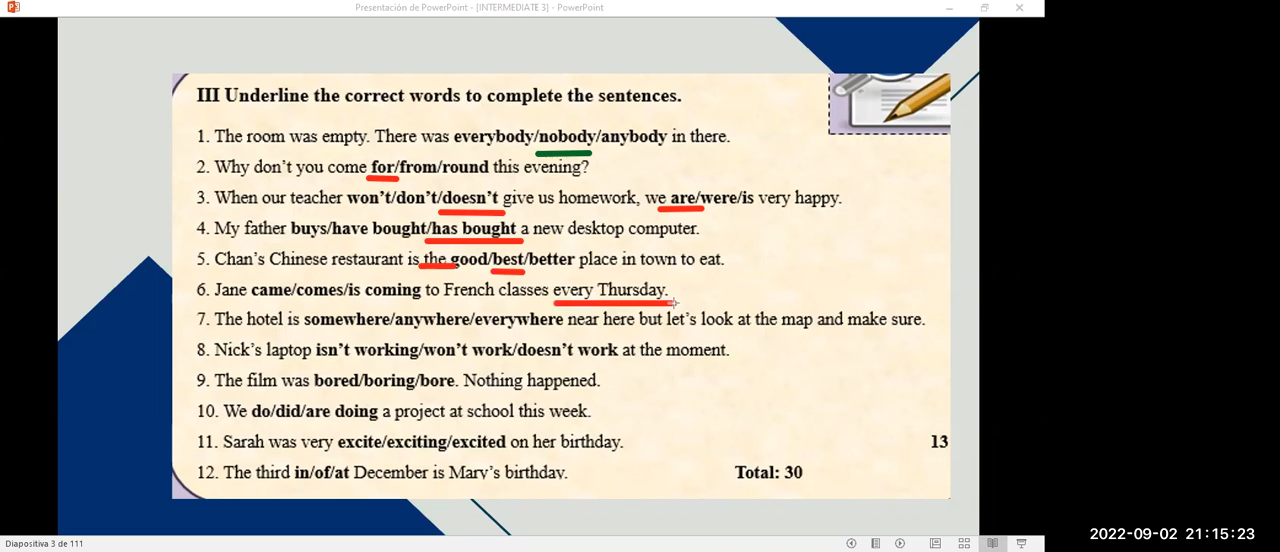 Presentación de PowerPoint - [INTERMEDIATE 3] - PowerPoint
III Underline the correct words to complete the sentences.
1. The room was empty. There was everybody/nobody/anybody in there.
2. Why don't you come for/from/round this evening?
3. When our teacher won't/don't/doesn't give us homework, we are/were/is very happy.
4. My father buys/have bought/has bought a new desktop computer.
5. Chan's Chinese restaurant is the good/best/better place in town to eat.
6. Jane came/comes/is coming to French classes every Thursday.
7. The hotel is somewhere/anywhere/everywhere near here but let's look at the map and make sure.
8. Nick's laptop isn't working/won't work/doesn't work at the moment.
9. The film was bored/boring/bore. Nothing happened.
10. We do/did/are doing a project at school this week.
11. Sarah was very excite/exciting/excited on her birthday. 13
12. The third in/of/at December is Mary's birthday. Total: 30
Diapositiva 3 de 111
2022-09-02 21:15:23